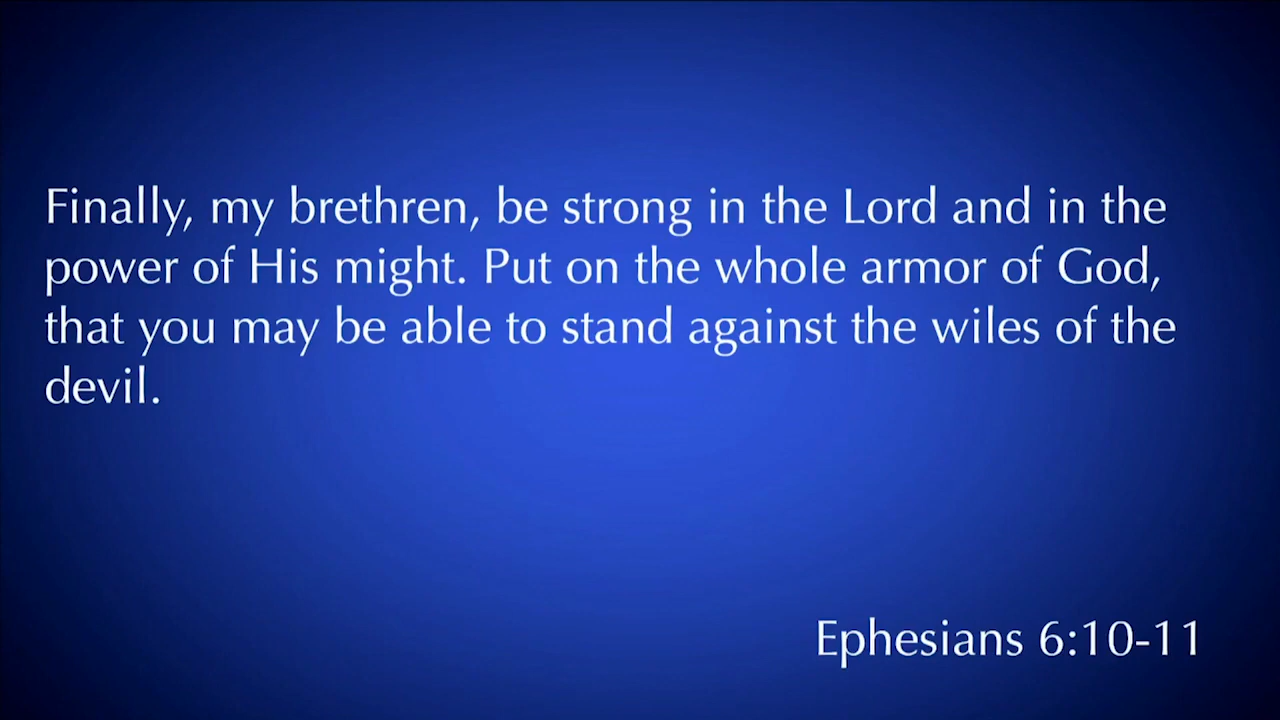 Finally, my brethren, be strong in the Lord and in the
power of His might. Put on the whole armor of God,
that you may be able to stand against the wiles of the
devil.
Ephesians 6:10-11